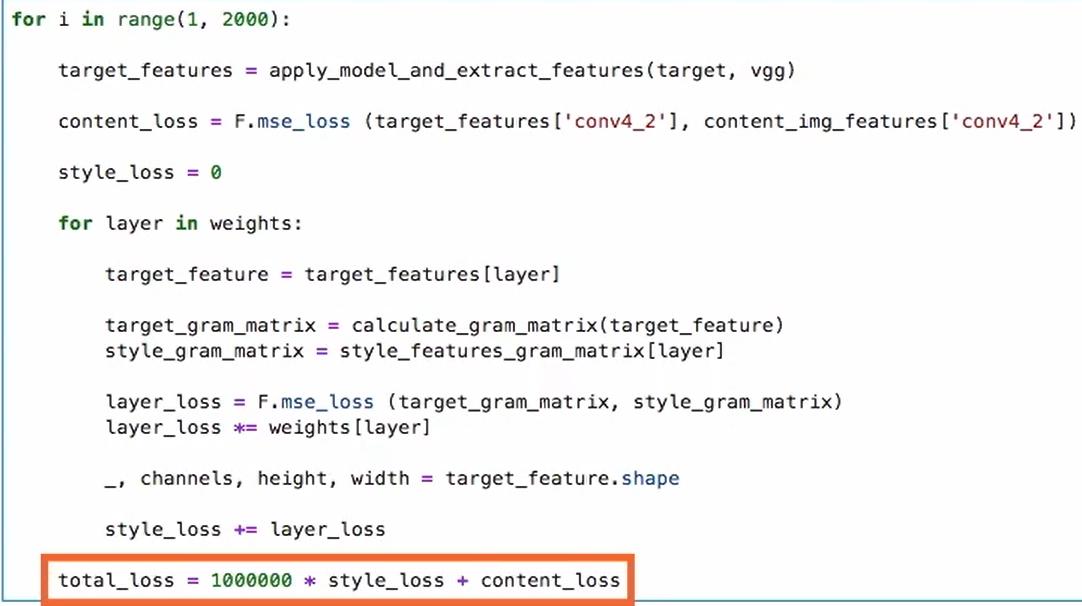 for i in range(1, 2000):
target_features = apply_model_and_extract_features(target, vgg)
content_loss = F.mse_loss (target_features['conv4_2'], content_img_features['conv4_2'])
style_loss = 0
for layer in weights:
target_feature = target_features[layer]
target_gram_matrix = calculate_gram_matrix(target_feature)
style_gram_matrix = style_features_gram_matrix[layer]
layer_loss = F.mse_loss (target_gram_matrix, style_gram_matrix)
layer_loss *= weights[layer]
_, channels, height, width = target_feature.shape
style_loss += layer_loss
total_loss = 1000000 * style_loss + content_loss